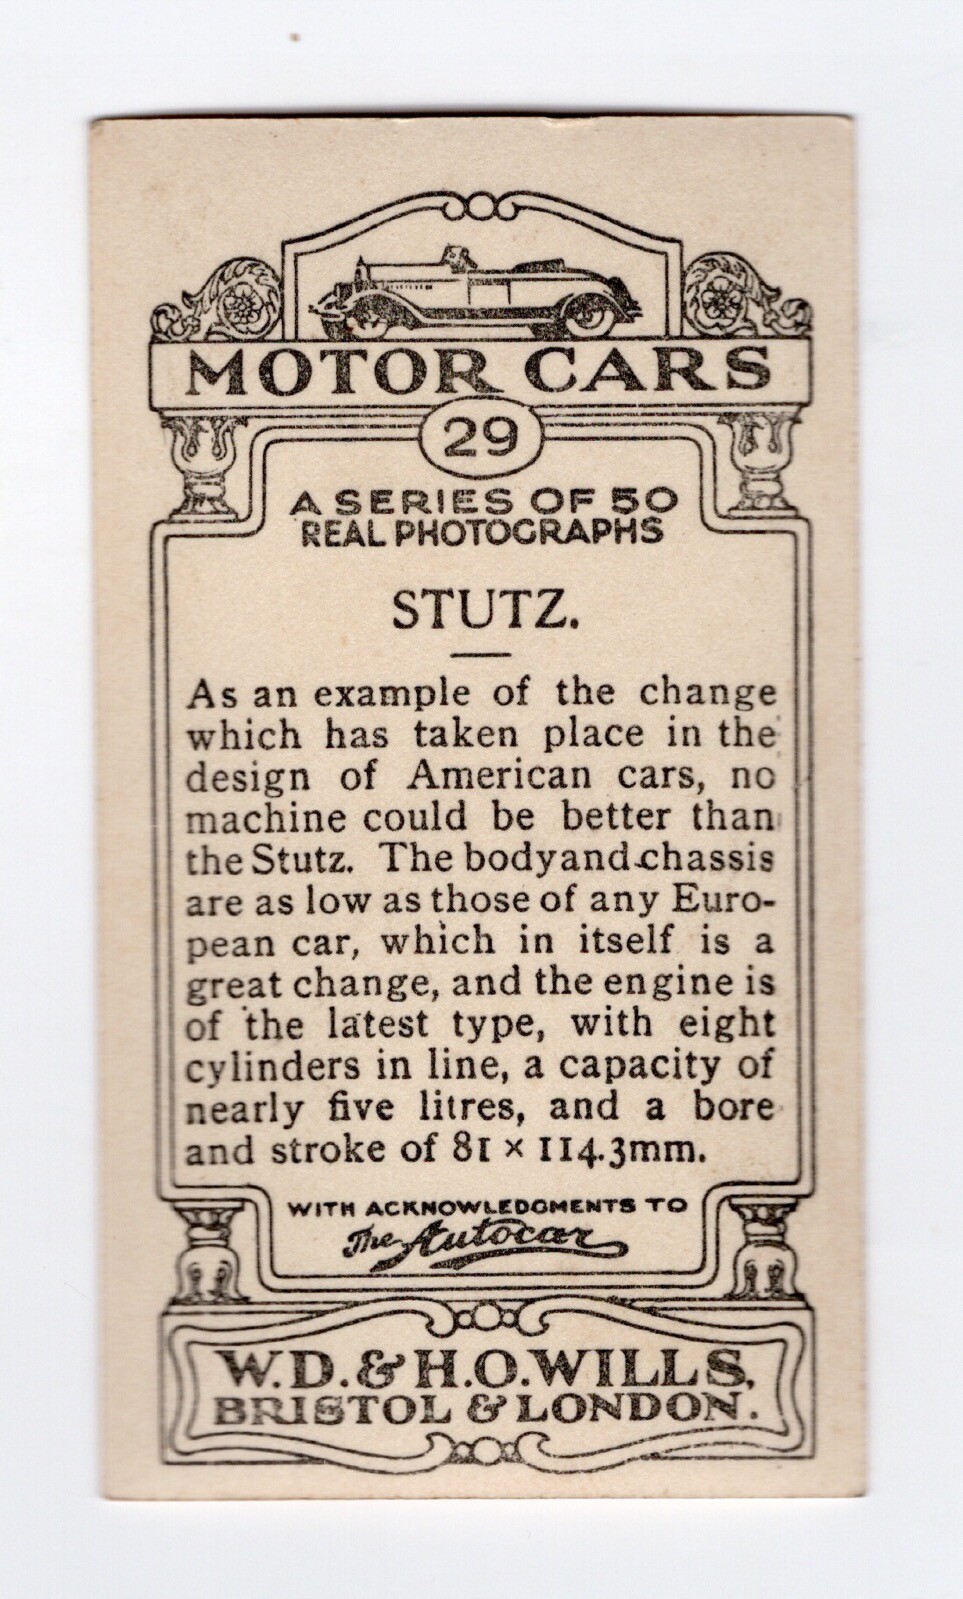 MOTOR CARS
29
A SERIES OF 50
REAL PHOTOGRAPHS
STUTZ.
As an example of the change
which has taken place in the
design of American cars, no
machine could be better than
the Stutz. The body and chassis
are as low as those of any Euro-
pean car, which in itself is a
great change, and the engine is
of the latest type, with eight
cylinders in line, a capacity of
nearly five litres, and a bore
and stroke of 81 × 114.3mm.
WITH ACKNOWLEDGMENTS TO
The Autocar
W.D. & H.O. WILLS,
BRISTOL & LONDON.